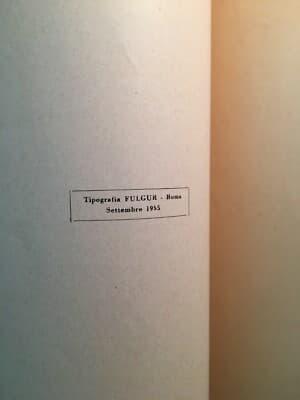 Tipografia FULGUR - Roma
Settembre 1955